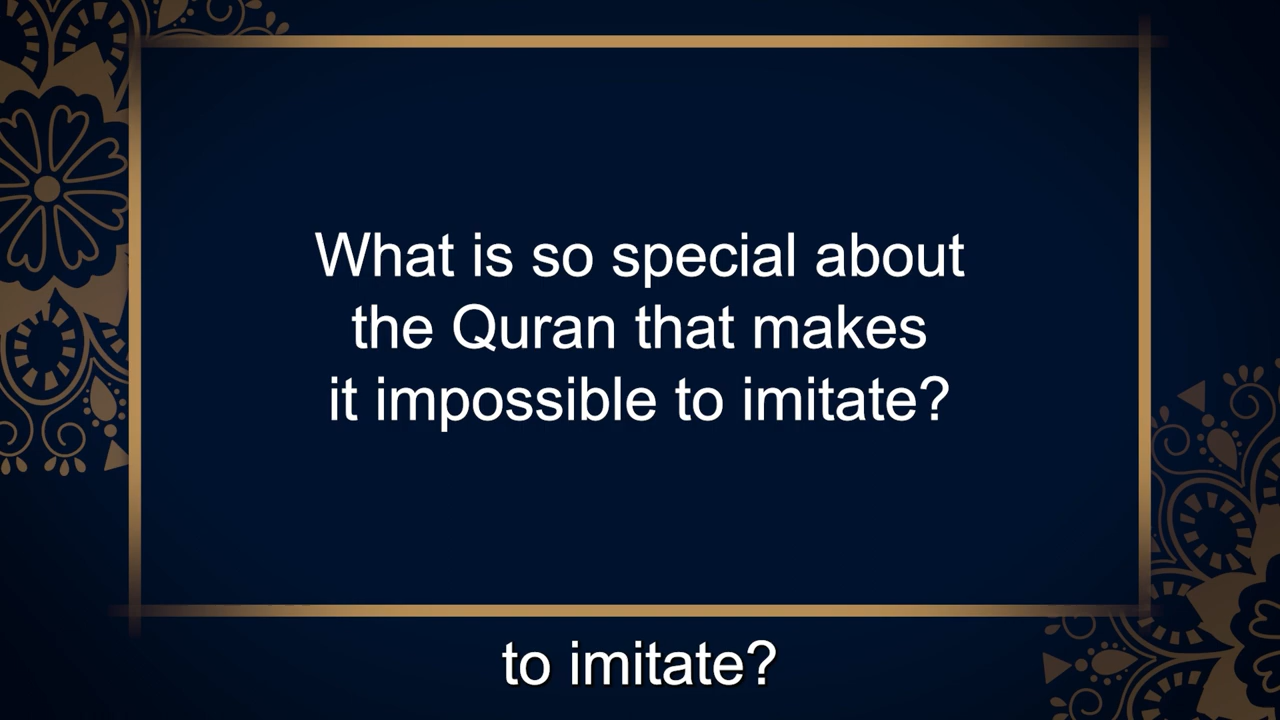 What is so special about
the Quran that makes
it impossible to imitate?
to imitate?